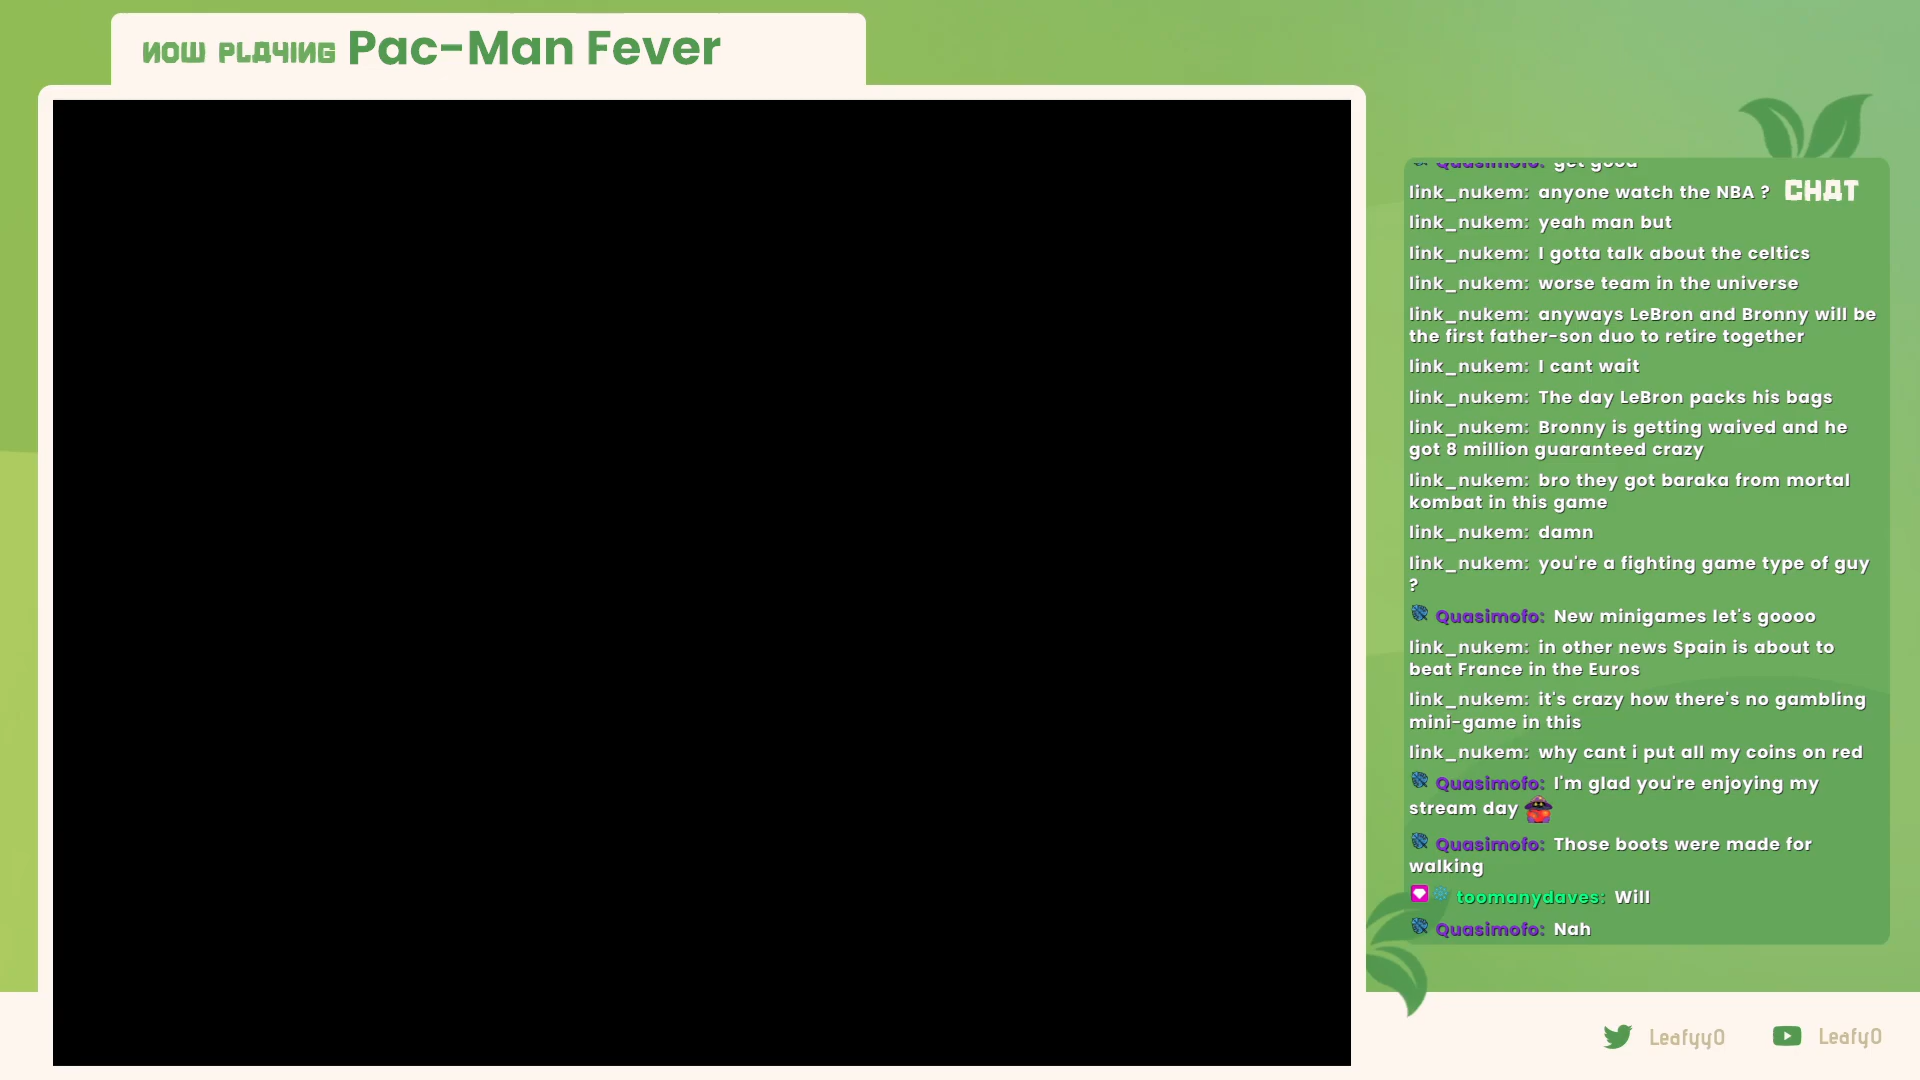 NOW PLAYING Pac-Man Fever
Quasimofo: get good
link_nukem: anyone watch the NBA ?
CHAT
link_nukem: yeah man but
link_nukem: I gotta talk about the celtics
link_nukem: worse team in the universe
link_nukem: anyways LeBron and Bronny will be
the first father-son duo to retire together
link_nukem: I cant wait
link_nukem: The day LeBron packs his bags
link_nukem: Bronny is getting waived and he
got 8 million guaranteed crazy
link_nukem: bro they got baraka from mortal
kombat in this game
link_nukem: damn
link_nukem: you're a fighting game type of guy
?
Quasimofo: New minigames let's goooo
link_nukem: in other news Spain is about to
beat France in the Euros
link_nukem: it's crazy how there's no gambling
mini-game in this
link_nukem: why cant i put all my coins on red
Quasimofo: I'm glad you're enjoying my
stream day
Quasimofo: Those boots were made for
walking
toomanydaves: Will
Quasimofo: Nah
Leafyy0
Leafy0